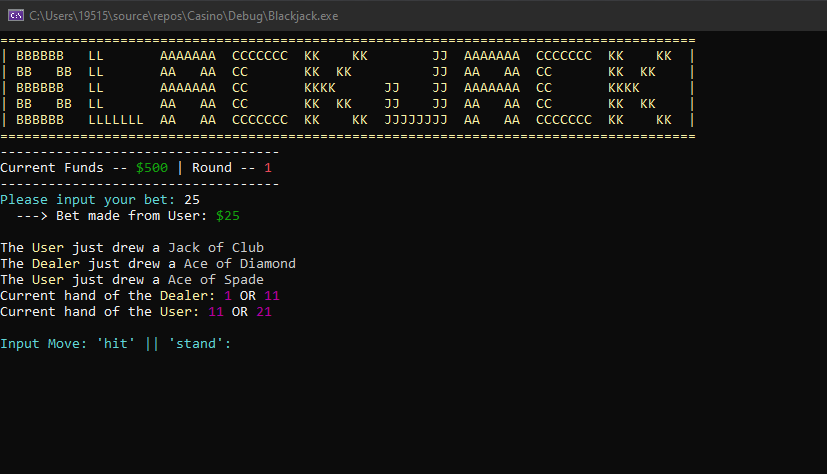 C:\Users\19515\source\repos\Casino\Debug\Blackjack.exe
=======================================================================================
| BBBBBB   LL       AAAAAAA  CCCCCCC  KK    KK        JJ  AAAAAAA  CCCCCCC  KK    KK  |
| BB   BB  LL       AA   AA  CC       KK  KK          JJ  AA   AA  CC       KK  KK    |
| BBBBBB   LL       AAAAAAA  CC       KKKK      JJ    JJ  AAAAAAA  CC       KKKK      |
| BB   BB  LL       AA   AA  CC       KK  KK    JJ    JJ  AA   AA  CC       KK  KK    |
| BBBBBB   LLLLLLL  AA   AA  CCCCCCC  KK    KK  JJJJJJJJ  AA   AA  CCCCCCC  KK    KK  |
=======================================================================================
-----------------------------------
Current Funds -- $500 | Round -- 1
-----------------------------------
Please input your bet: 25
  ---> Bet made from User: $25
The User just drew a Jack of Club
The Dealer just drew a Ace of Diamond
The User just drew a Ace of Spade
Current hand of the Dealer: 1 OR 11
Current hand of the User: 11 OR 21
Input Move: 'hit' || 'stand':